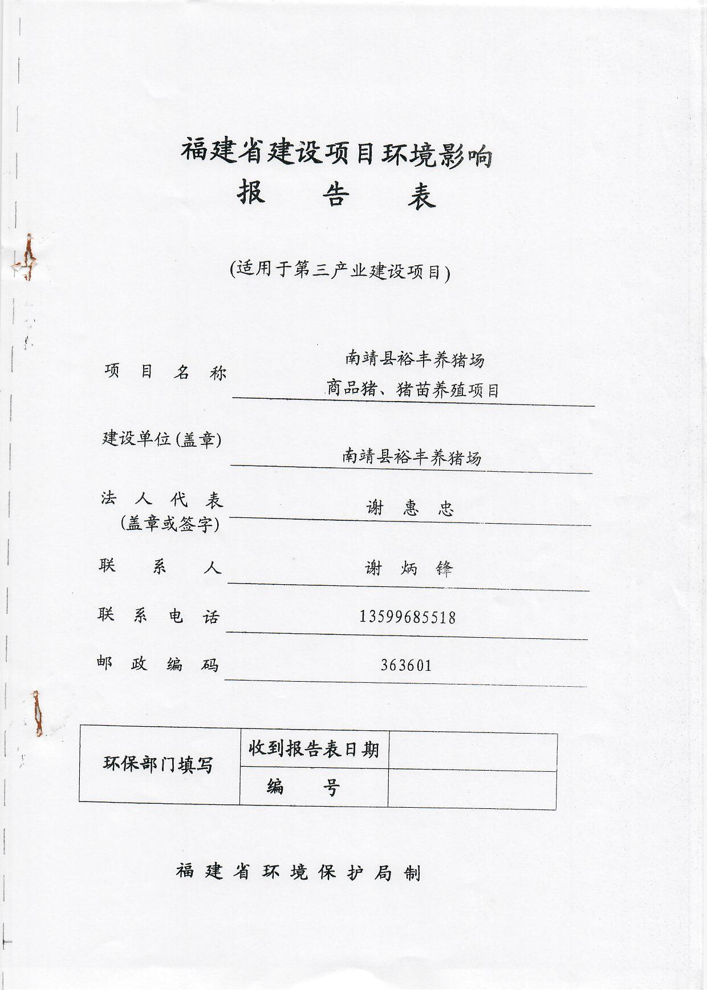 福建省建设项目环境影响
报 告 表
(适用于第三产业建设项目)
项目名称
南靖县裕丰养猪场
商品猪、猪苗养殖项目
建设单位(盖章)
南靖县裕丰养猪场
法人代表
(盖章或签字)
谢惠忠
联系人
谢炳锋
联系电话
13599685518
邮政编码
363601
环保部门填写
收到报告表日期
编 号
福建省环境保护局制